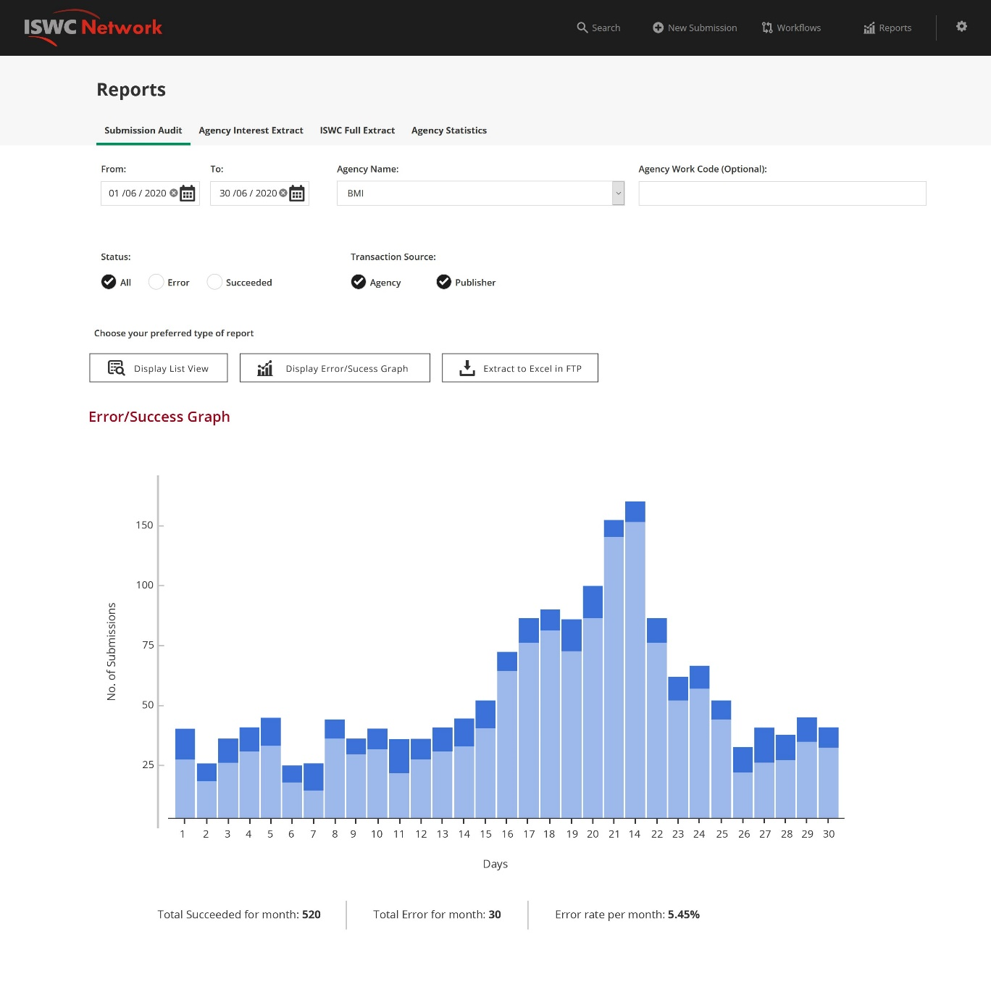 ISWC Network
Search
New Submission
Workflows
Reports
Reports
Submission Audit
Agency Interest Extract
ISWC Full Extract
Agency Statistics
From:
To:
Agency Name:
Agency Work Code (Optional):
01 /06 / 2020
30 /06 / 2020
BMI
Status:
Transaction Source:
All
Error
Succeeded
Agency
Publisher
Choose your preferred type of report
Display List View
Display Error/Sucess Graph
Extract to Excel in FTP
Error/Success Graph
No. of Submissions
150
100
75
50
25
1 2 3 4 5 6 7 8 9 10 11 12 13 14 15 16 17 18 19 20 21 14 22 23 24 25 26 27 28 29 30
Days
Total Succeeded for month: 520
Total Error for month: 30
Error rate per month: 5.45%